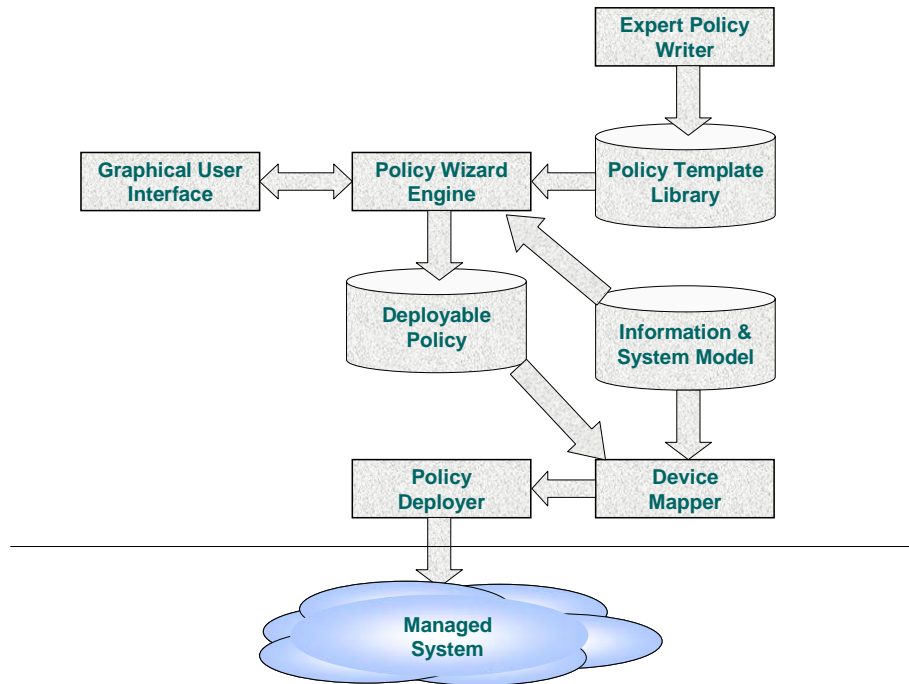 Expert Policy
Writer
Graphical User
Interface
Policy Wizard
Engine
Policy Template
Library
Deployable
Policy
Information &
System Model
Policy
Deployer
Device
Mapper
Managed
System